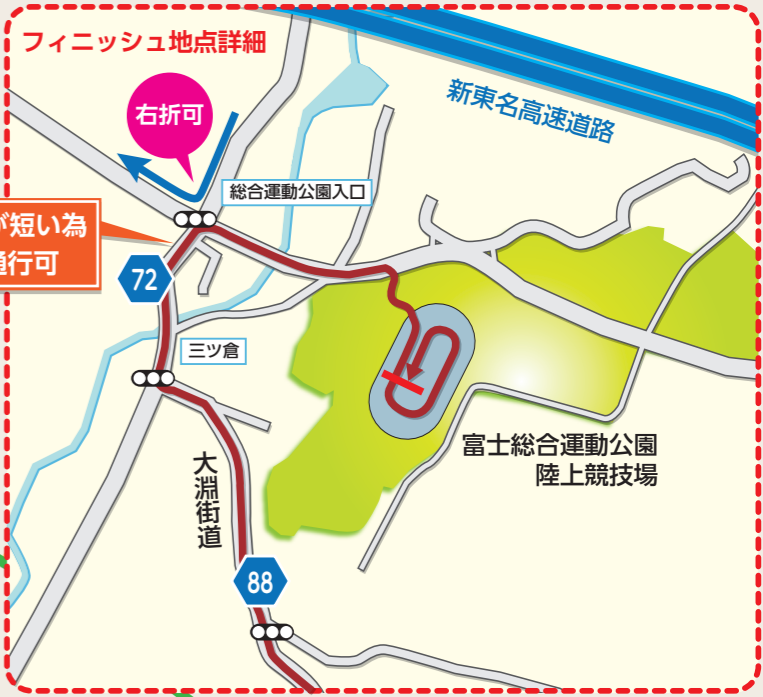 フィニッシュ地点詳細
新東名高速道路
右折可
総合運動公園入口
が短い為
通行可
72
三ツ倉
富士総合運動公園
陸上競技場
大淵街道
88